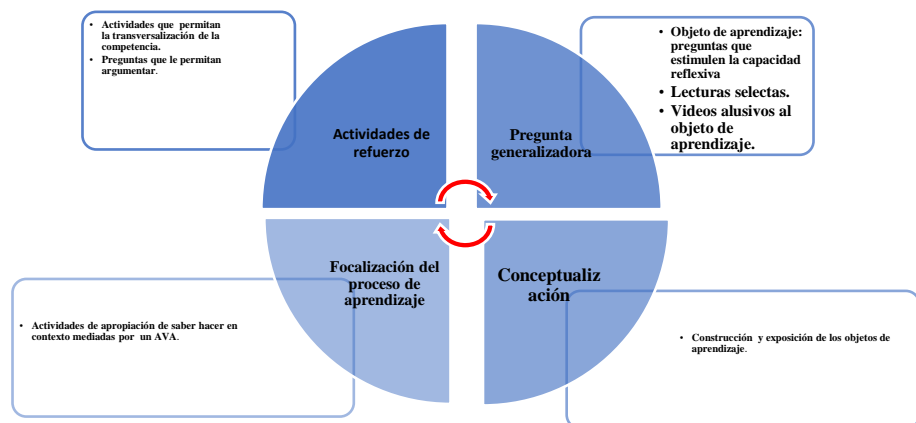 • Actividades que permitan
la transversalización de la
competencia.
• Preguntas que le permitan
argumentar.
• Objeto de aprendizaje:
preguntas que
estimulen la capacidad
reflexiva
• Lecturas selectas.
• Videos alusivos al
objeto de
aprendizaje.
Actividades de
refuerzo
Pregunta
generalizadora
Focalización del
proceso de
aprendizaje
Conceptualiz
ación
• Actividades de apropiación de saber hacer en
contexto mediadas por un AVA.
• Construcción y exposición de los objetos de
aprendizaje.